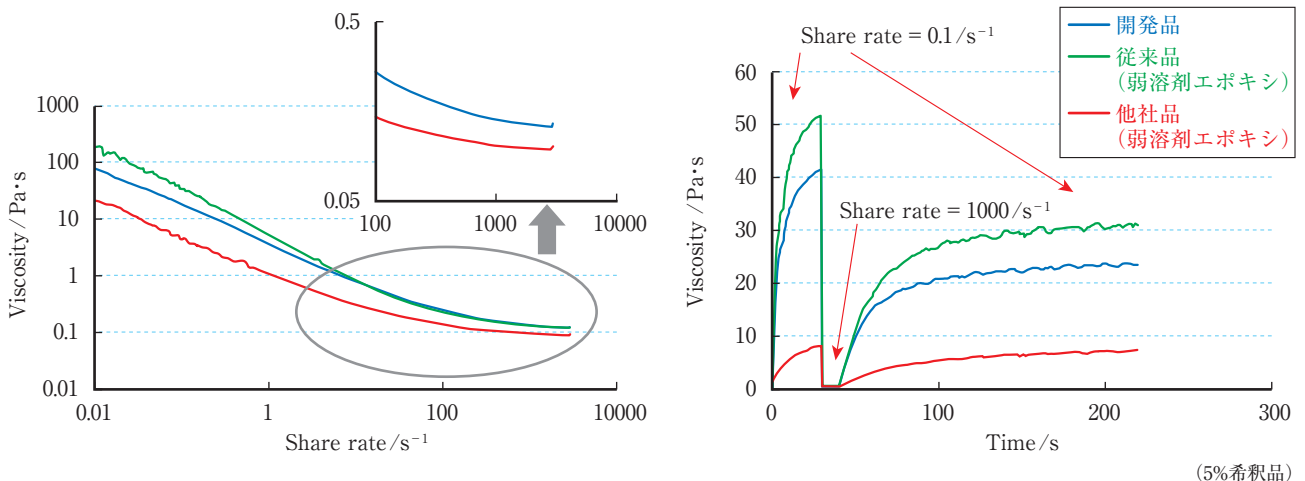 1000
100
10
1
0.1
0.01
Viscosity/Pa•s
0.01
1
100
10000
Share rate/s⁻¹
0.5
0.05
100
1000
10000
Share rate = 0.1/s⁻¹
Share rate = 1000/s⁻¹
開発品
従来品
(弱溶剤エポキシ)
他社品
(弱溶剤エポキシ)
60
50
40
30
20
10
0
Viscosity/Pa•s
0
100
200
300
Time/s
(5%希釈品)